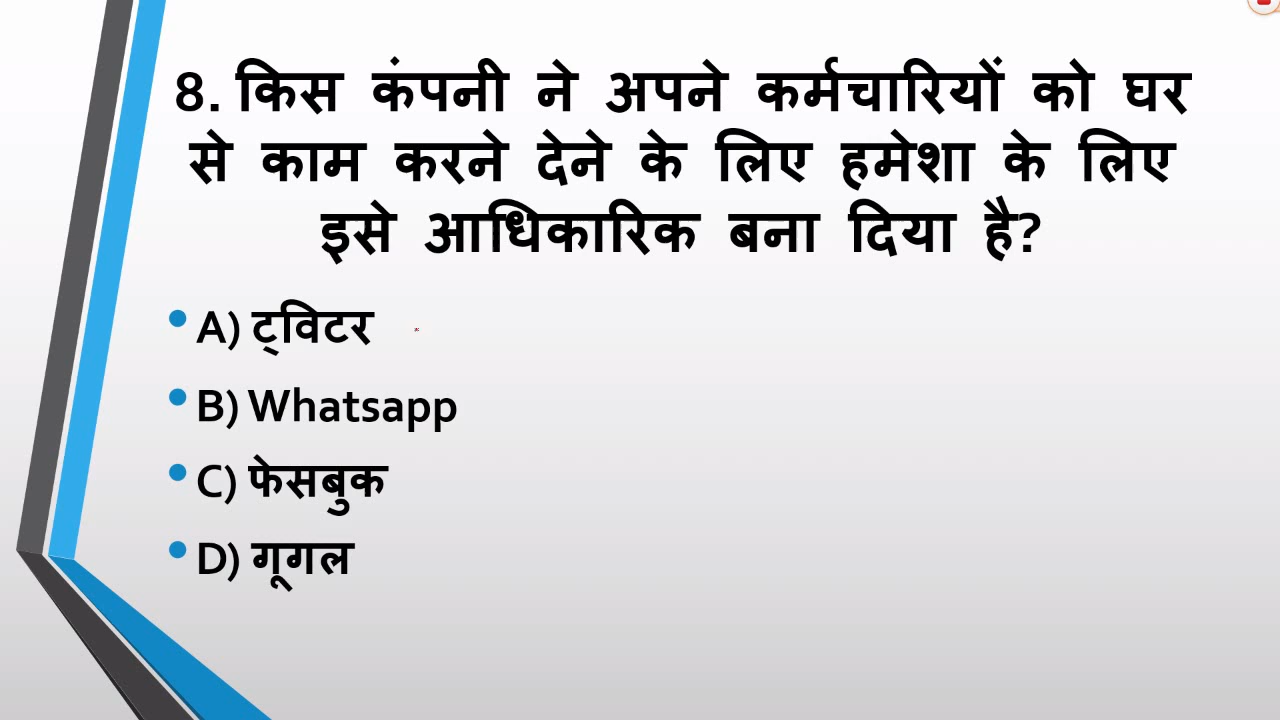 8. किस कंपनी ने अपने कर्मचारियों को घर
से काम करने देने के लिए हमेशा के लिए
इसे आधिकारिक बना दिया है?
A) ट्विटर
B) Whatsapp
C) फेसबुक
D) गूगल